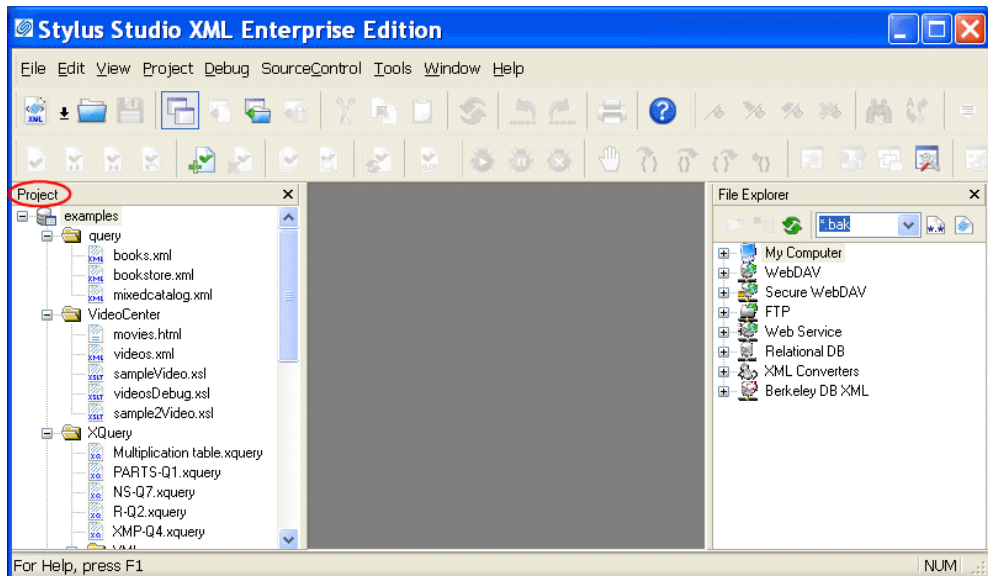 Stylus Studio XML Enterprise Edition
File Edit View Project Debug SourceControl Tools Window Help
Project
File Explorer
*.bak
examples
query
books.xml
bookstore.xml
mixedcatalog.xml
VideoCenter
movies.html
videos.xml
sampleVideo.xsl
videosDebug.xsl
sample2Video.xsl
XQuery
Multiplication table.xquery
PARTS-Q1.xquery
NS-Q7.xquery
R-Q2.xquery
XMP-Q4.xquery
My Computer
WebDAV
Secure WebDAV
FTP
Web Service
Relational DB
XML Converters
Berkeley DB XML
For Help, press F1
NUM